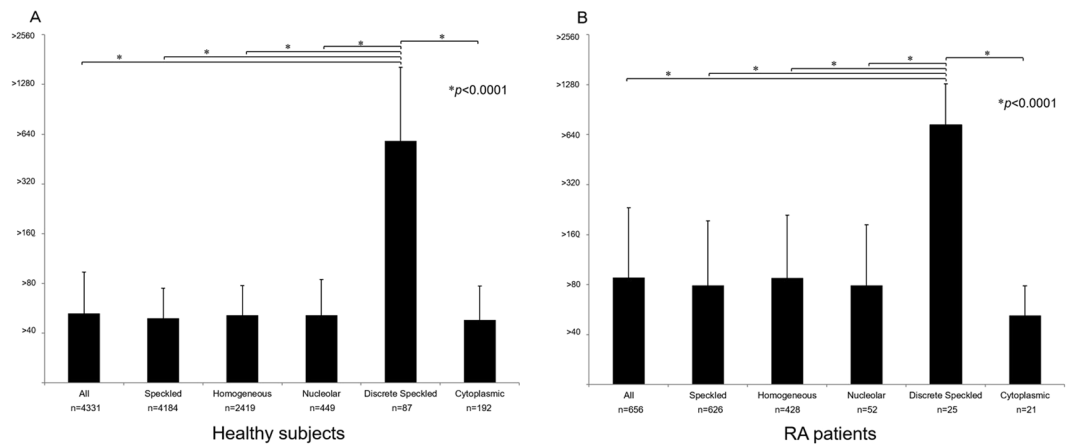 A
>2560
>1280
>640
>320
>160
>80
>40
* * * * *
*p<0.0001
All Speckled Homogeneous Nucleolar Discrete Speckled Cytoplasmic
n=4331 n=4184 n=2419 n=449 n=87 n=192
Healthy subjects
B
>2560
>1280
>640
>320
>160
>80
>40
* * * * *
*p<0.0001
All Speckled Homogeneous Nucleolar Discrete Speckled Cytoplasmic
n=656 n=626 n=428 n=52 n=25 n=21
RA patients